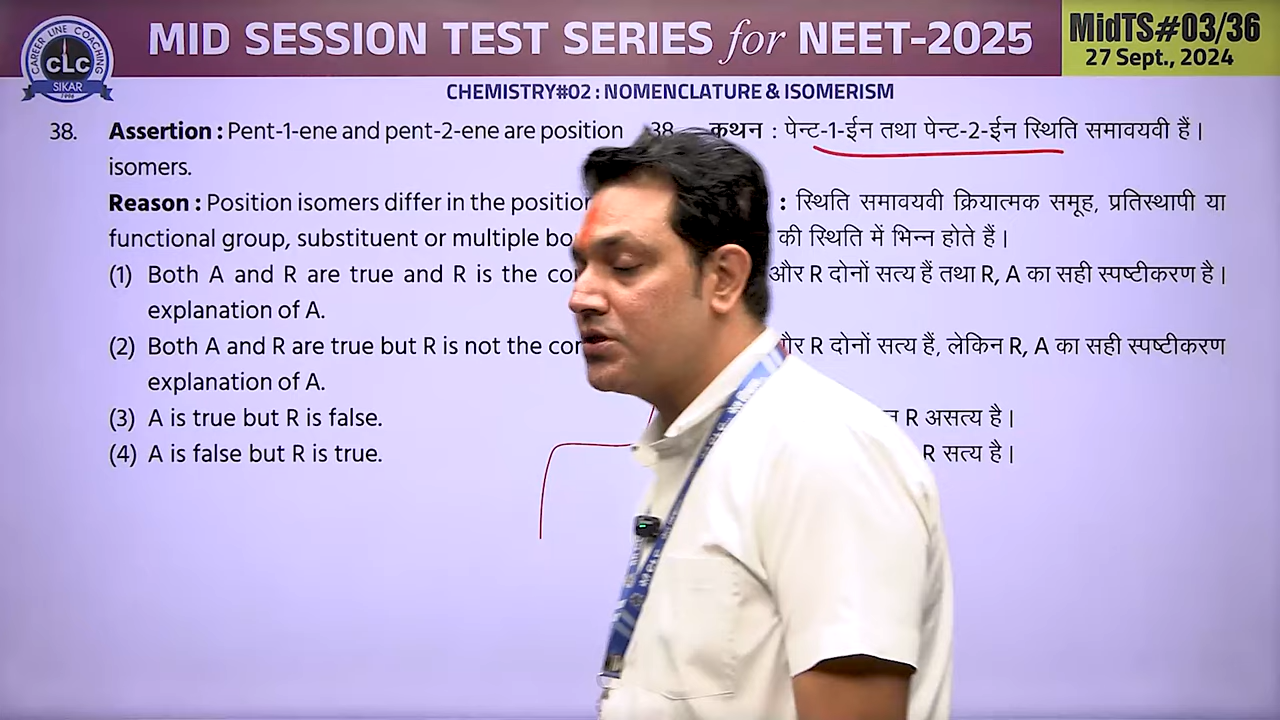 MID SESSION TEST SERIES for NEET-2025
MidTS#03/36
27 Sept., 2024
CAREER LINE COACHING
CLC
SIKAR
1996
CHEMISTRY#02 : NOMENCLATURE & ISOMERISM
38. Assertion : Pent-1-ene and pent-2-ene are position
isomers.
Reason : Position isomers differ in the position
functional group, substituent or multiple
(1) Both A and R are true and R is the
explanation of A.
(2) Both A and R are true but R is not the
explanation of A.
(3) A is true but R is false.
(4) A is false but R is true.
38. कथन : पेन्ट-1-ईन तथा पेन्ट-2-ईन स्थिति समावयवी हैं।
: स्थिति समावयवी क्रियात्मक समूह, प्रतिस्थापी या
की स्थिति में भिन्न होते हैं।
और R दोनों सत्य हैं तथा R, A का सही स्पष्टीकरण है।
R दोनों सत्य हैं, लेकिन R, A का सही स्पष्टीकरण
R असत्य है।
R सत्य है।